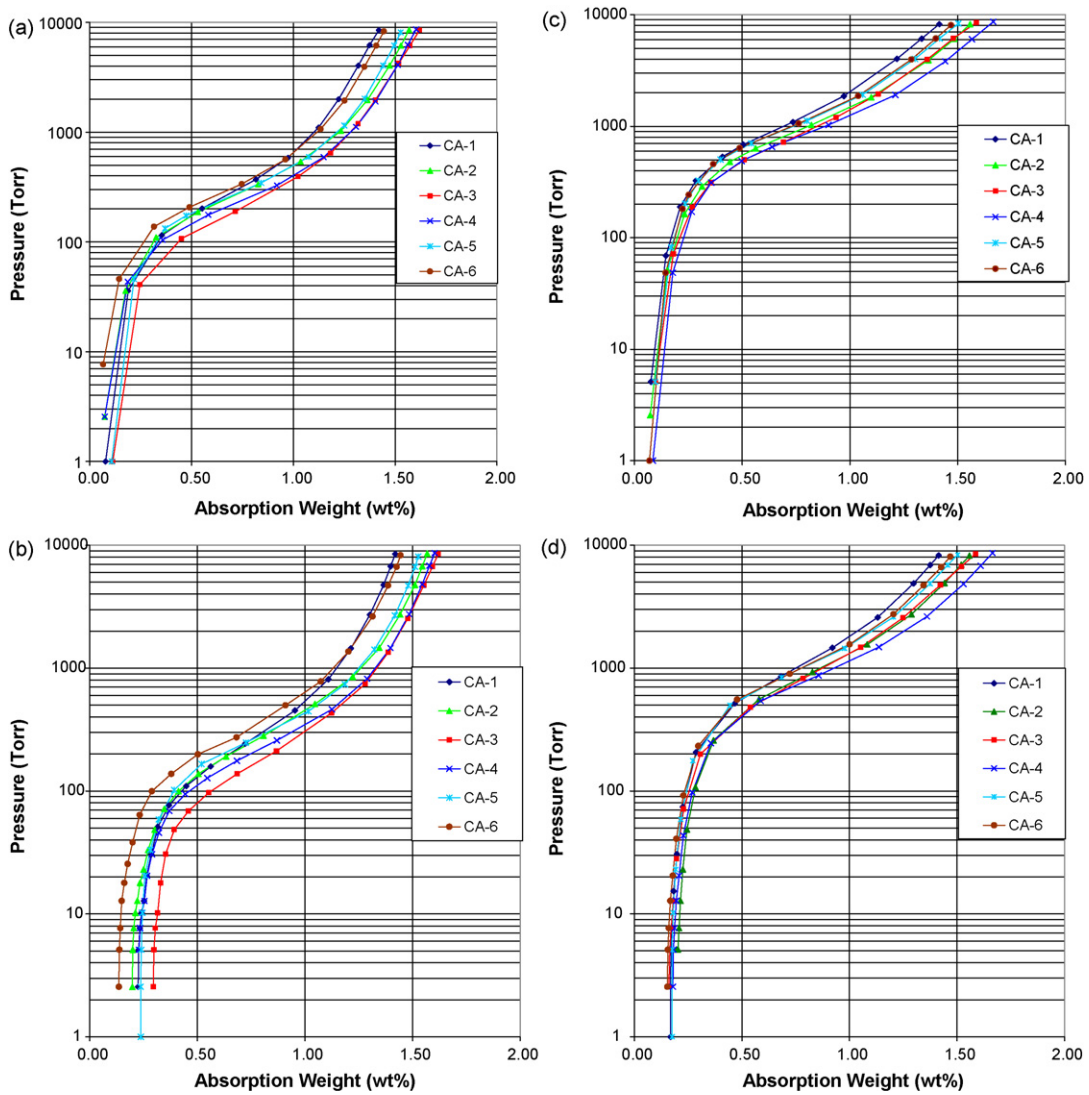 (a)
10000
1000
100
10
1
Pressure (Torr)
CA-1
CA-2
CA-3
CA-4
CA-5
CA-6
0.00 0.50 1.00 1.50 2.00
Absorption Weight (wt%)
(c)
10000
1000
100
10
1
Pressure (Torr)
CA-1
CA-2
CA-3
CA-4
CA-5
CA-6
0.00 0.50 1.00 1.50 2.00
Absorption Weight (wt%)
(b)
10000
1000
100
10
1
Pressure (Torr)
CA-1
CA-2
CA-3
CA-4
CA-5
CA-6
0.00 0.50 1.00 1.50 2.00
Absorption Weight (wt%)
(d)
10000
1000
100
10
1
Pressure (Torr)
CA-1
CA-2
CA-3
CA-4
CA-5
CA-6
0.00 0.50 1.00 1.50 2.00
Absorption Weight (wt%)